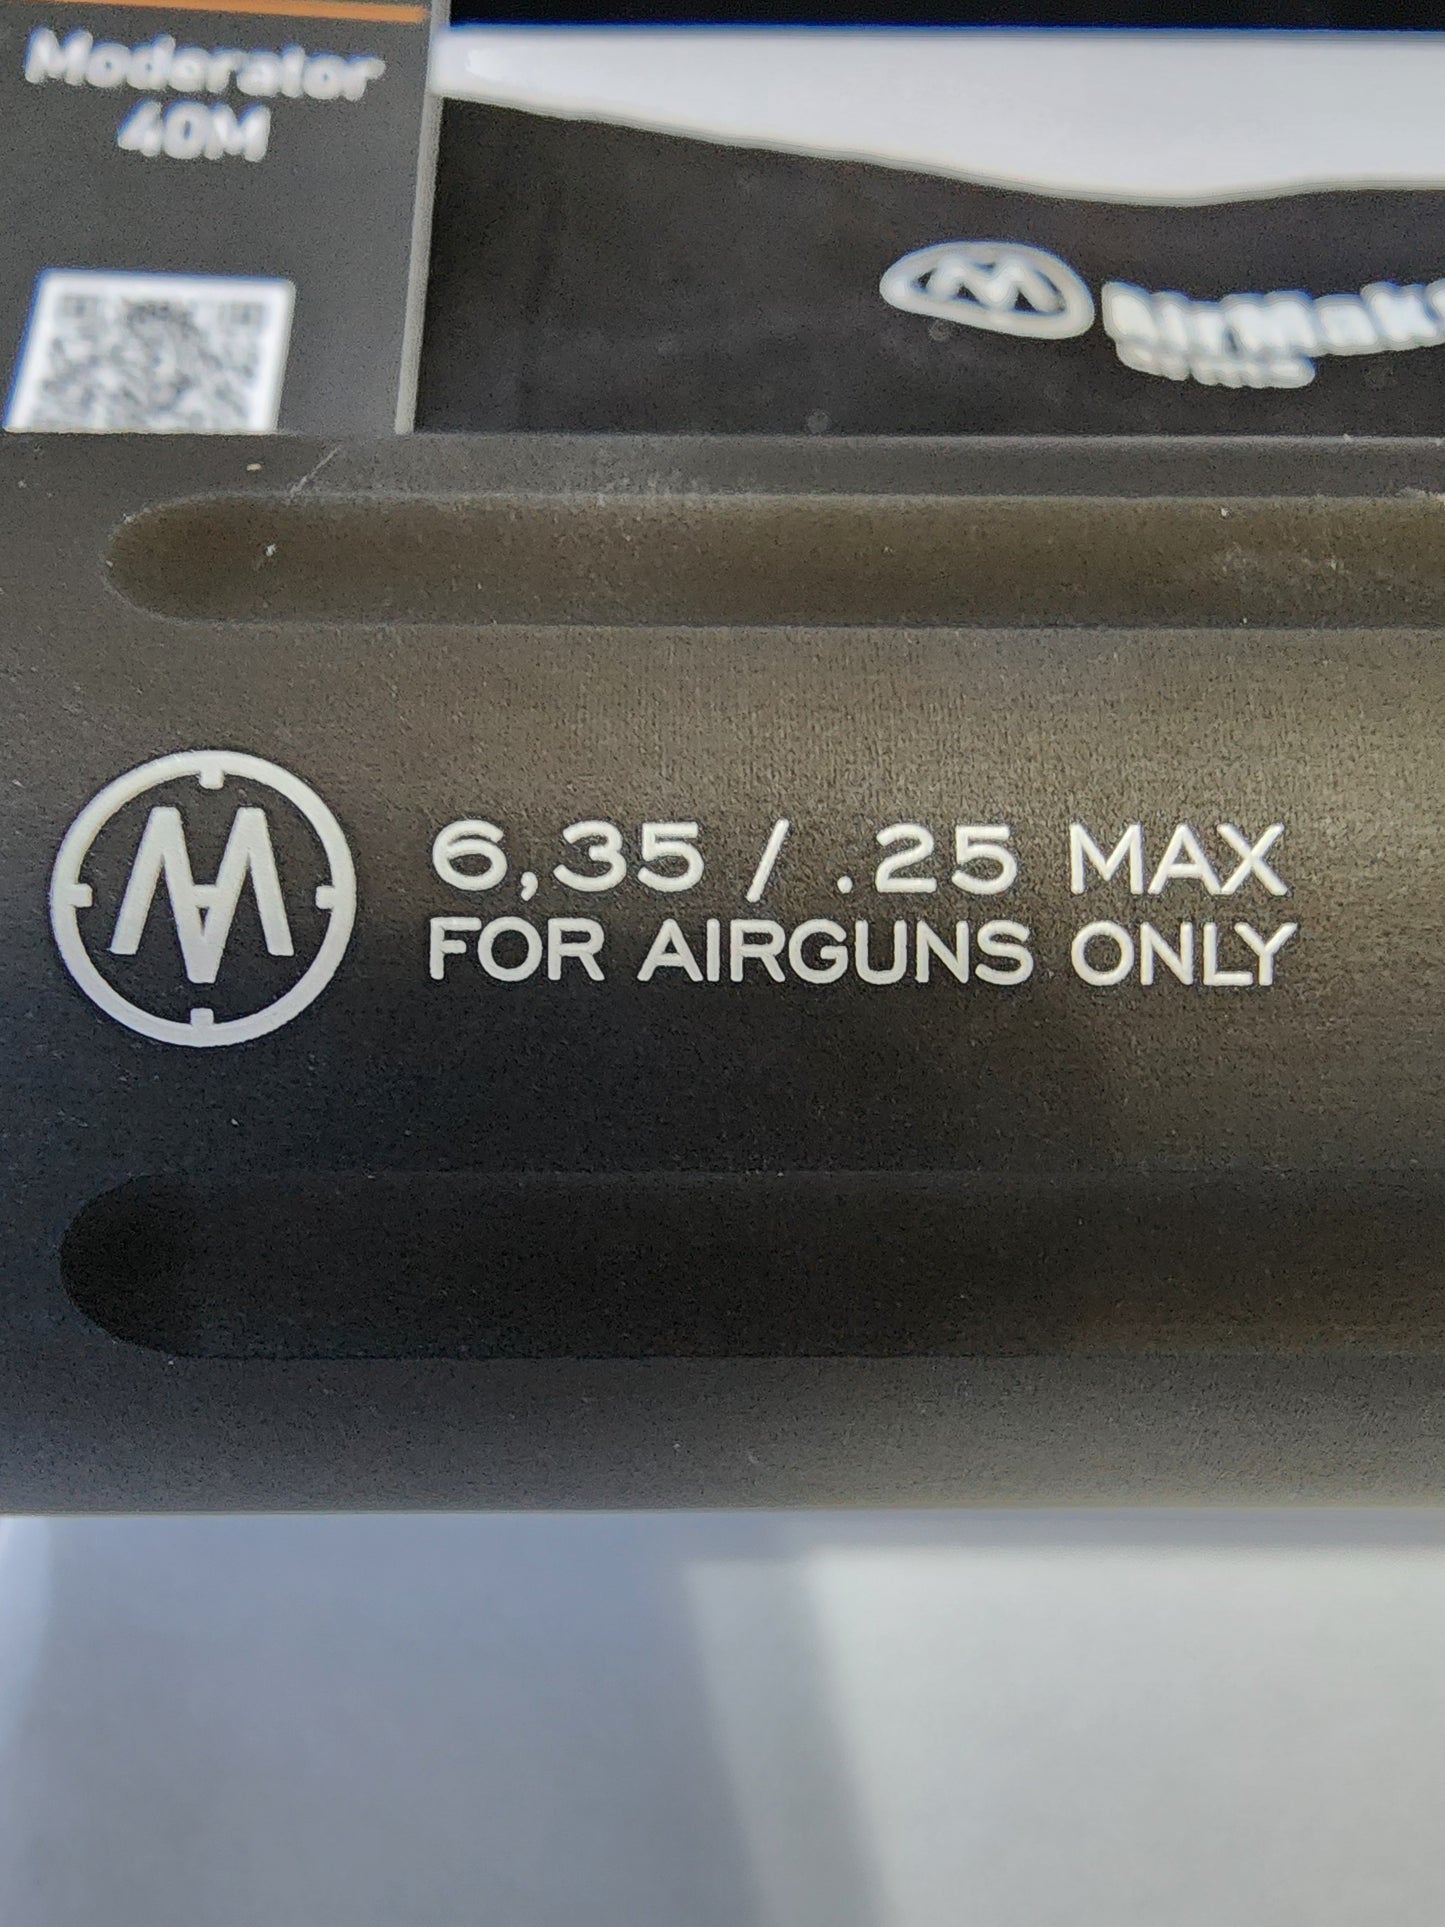 Moderator
40M
6,35 / .25 MAX
FOR AIRGUNS ONLY